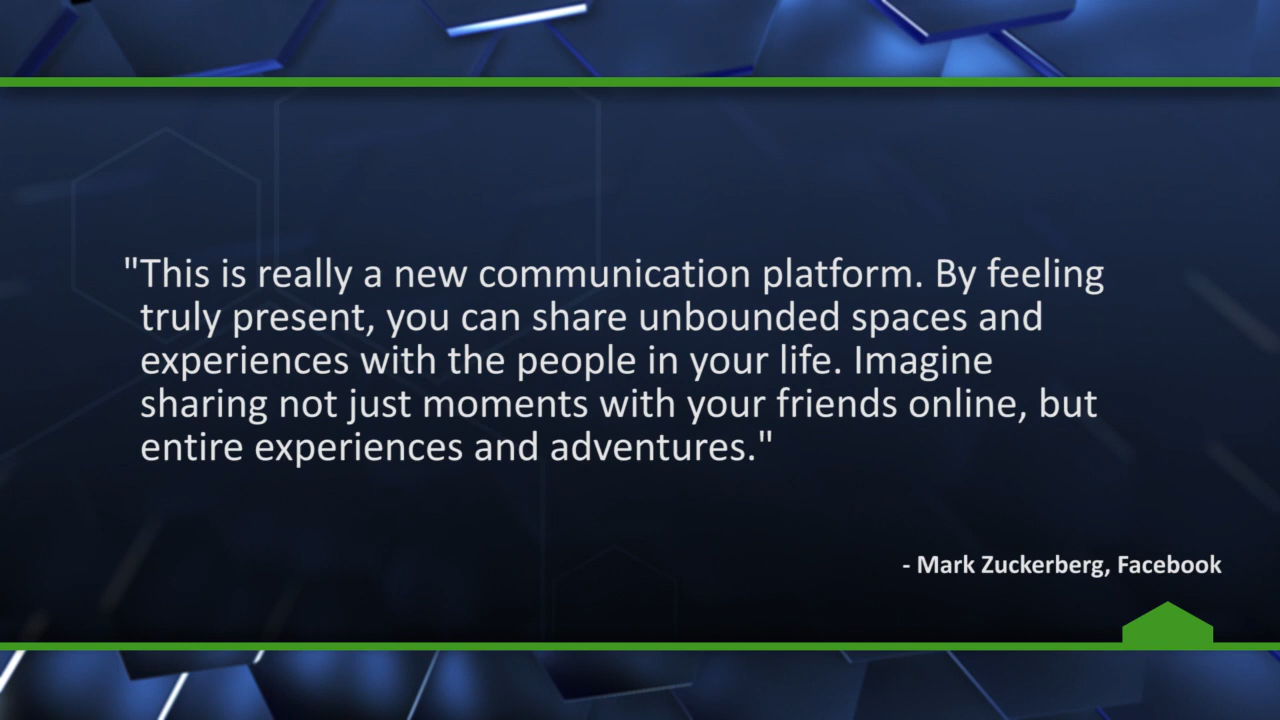 "This is really a new communication platform. By feeling
truly present, you can share unbounded spaces and
experiences with the people in your life. Imagine
sharing not just moments with your friends online, but
entire experiences and adventures."
- Mark Zuckerberg, Facebook